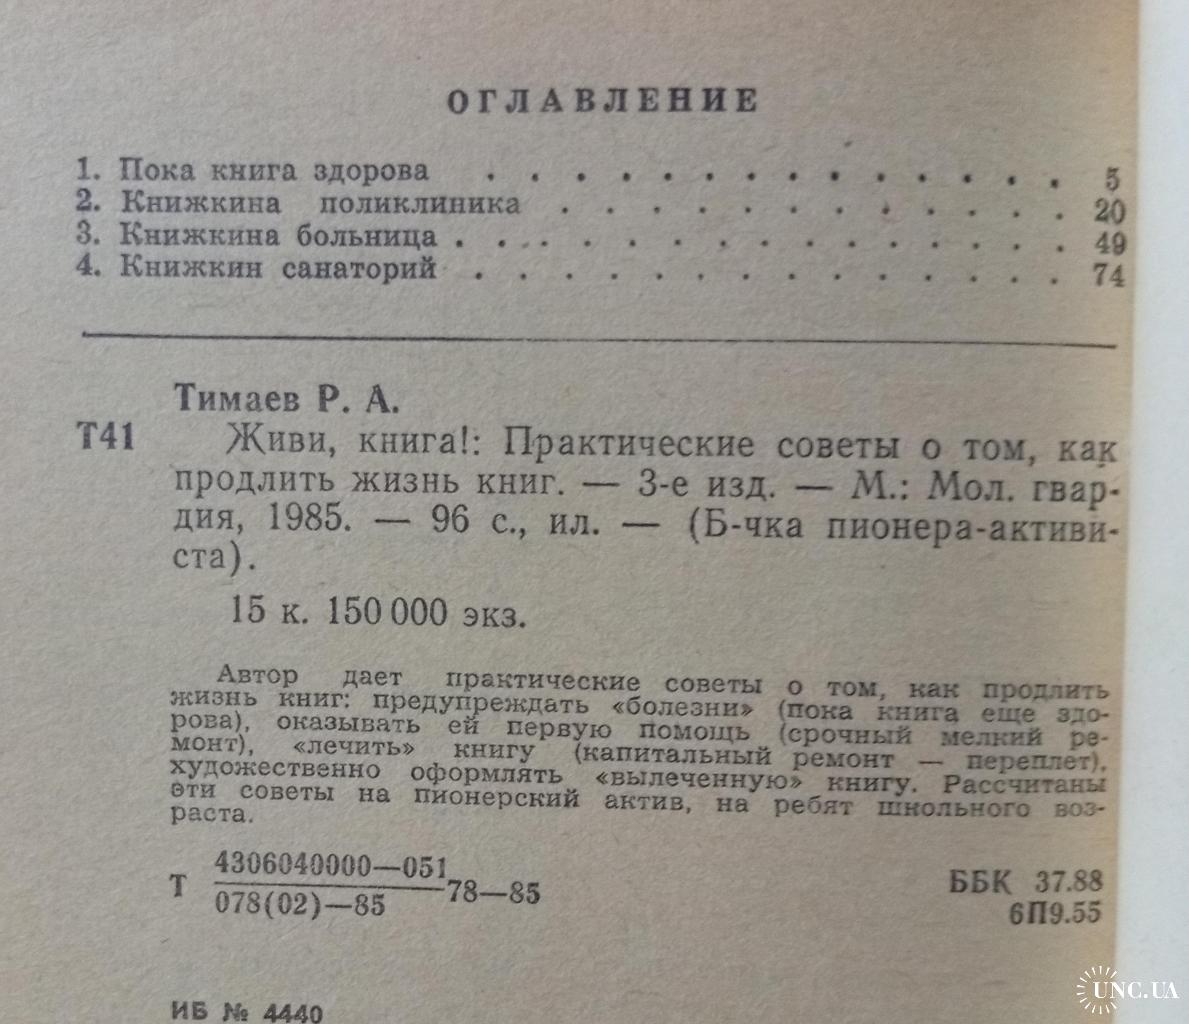 ОГЛАВЛЕНИЕ
1. Пока книга здорова . . . . . . . . . . . . . . 5
2. Книжкина поликлиника . . . . . . . . . . . . 20
3. Книжкина больница . . . . . . . . . . . . . . . 49
4. Книжкин санаторий . . . . . . . . . . . . . . 74
Тимаев Р. А.
Т41 Живи, книга!: Практические советы о том, как
продлить жизнь книг. — 3-е изд. — М.: Мол. гвар-
дия, 1985. — 96 с., ил. — (Б-чка пионера-активи-
ста).
15 к. 150 000 экз.
Автор дает практические советы о том, как продлить
жизнь книг: предупреждать «болезни» (пока книга еще здо-
рова), оказывать ей первую помощь (срочный мелкий ре-
монт), «лечить» книгу (капитальный ремонт — переплет),
художественно оформлять «вылеченную» книгу. Рассчитаны
эти советы на пионерский актив, на ребят школьного воз-
раста.
Т 4306040000—051
078(02)—85 78—85
ББК 37.88
6П9.55
ИБ № 4440
UNC.UA